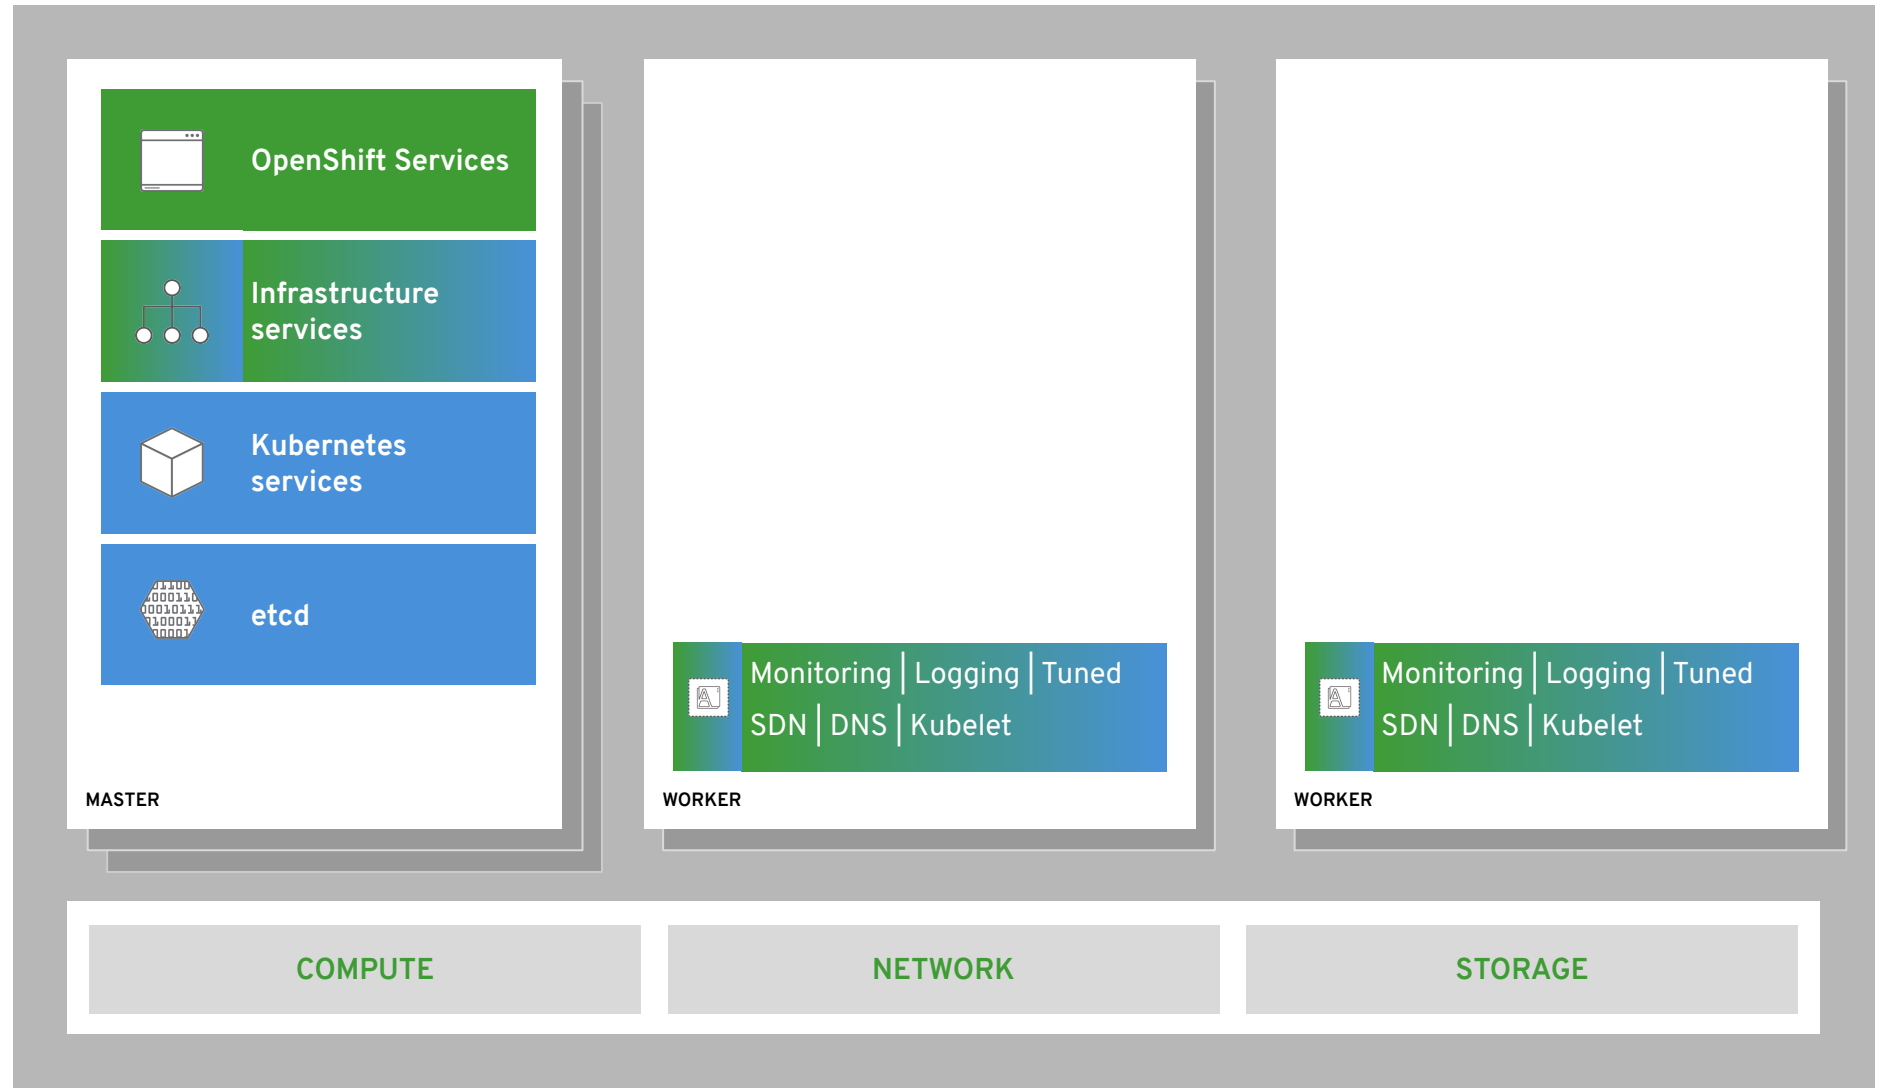 OpenShift Services
Infrastructure
services
Kubernetes
services
etcd
MASTER
Monitoring | Logging | Tuned
SDN | DNS | Kubelet
WORKER
Monitoring | Logging | Tuned
SDN | DNS | Kubelet
WORKER
COMPUTE
NETWORK
STORAGE